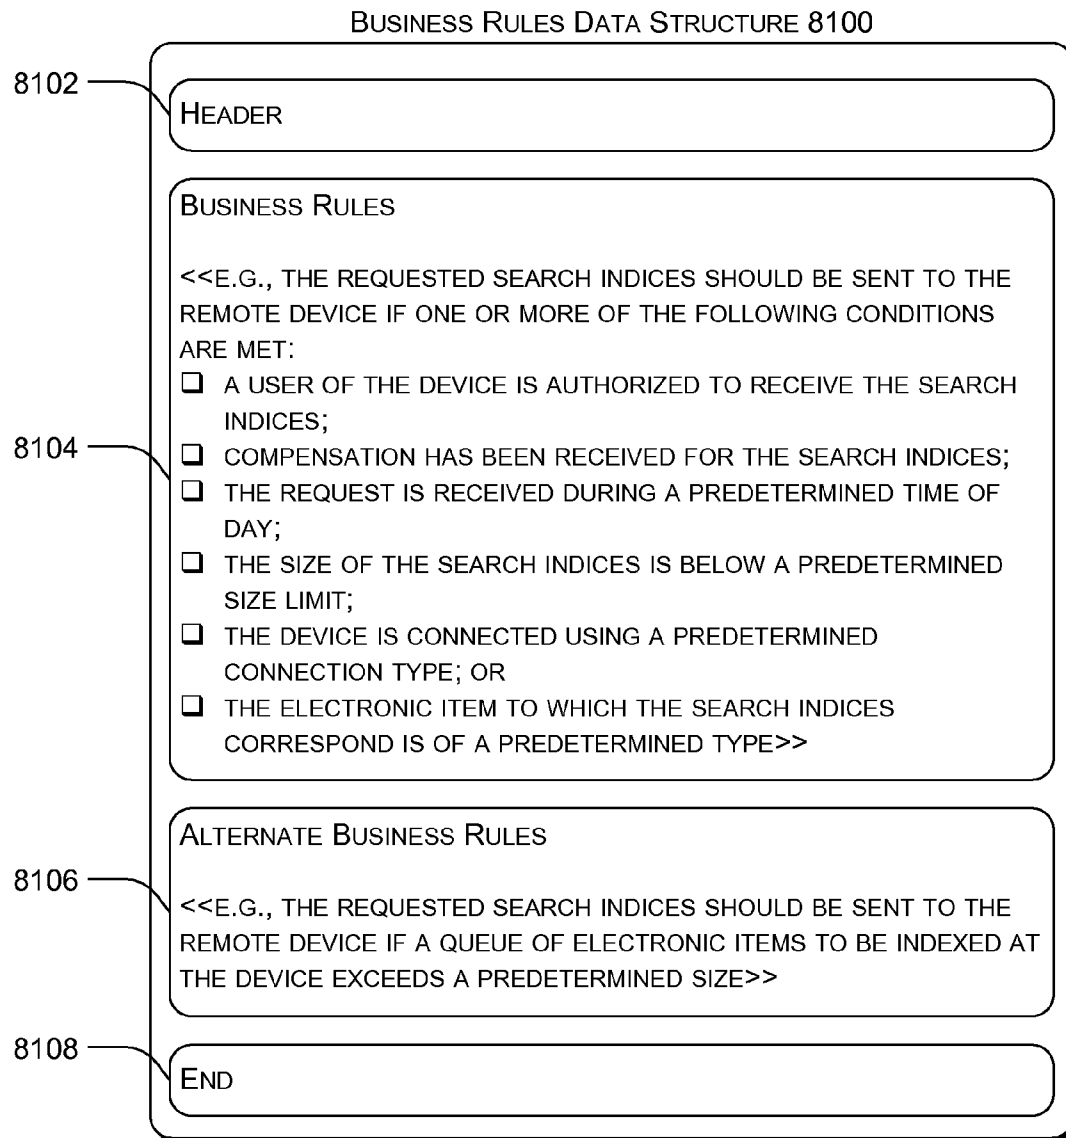 BUSINESS RULES DATA STRUCTURE 8100
8102
HEADER
BUSINESS RULES
<<E.G., THE REQUESTED SEARCH INDICES SHOULD BE SENT TO THE
REMOTE DEVICE IF ONE OR MORE OF THE FOLLOWING CONDITIONS
ARE MET:
❑ A USER OF THE DEVICE IS AUTHORIZED TO RECEIVE THE SEARCH
INDICES;
8104
❑ COMPENSATION HAS BEEN RECEIVED FOR THE SEARCH INDICES;
❑ THE REQUEST IS RECEIVED DURING A PREDETERMINED TIME OF
DAY;
❑ THE SIZE OF THE SEARCH INDICES IS BELOW A PREDETERMINED
SIZE LIMIT;
❑ THE DEVICE IS CONNECTED USING A PREDETERMINED
CONNECTION TYPE; OR
❑ THE ELECTRONIC ITEM TO WHICH THE SEARCH INDICES
CORRESPOND IS OF A PREDETERMINED TYPE>>
ALTERNATE BUSINESS RULES
8106
<<E.G., THE REQUESTED SEARCH INDICES SHOULD BE SENT TO THE
REMOTE DEVICE IF A QUEUE OF ELECTRONIC ITEMS TO BE INDEXED AT
THE DEVICE EXCEEDS A PREDETERMINED SIZE>>
8108
END